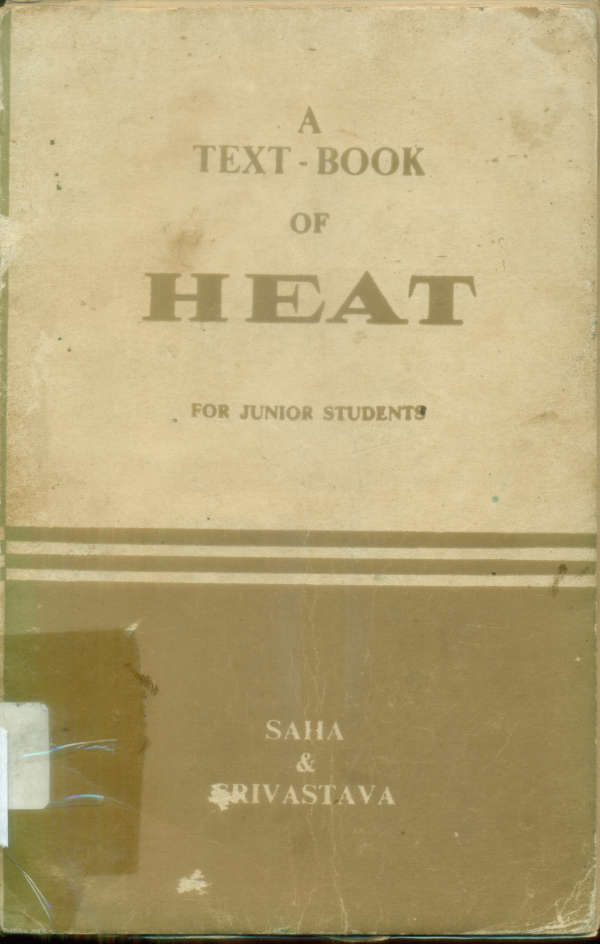 A
TEXT-BOOK
OF
HEAT
FOR JUNIOR STUDENTS
SAHA
&
SRIVASTAVA